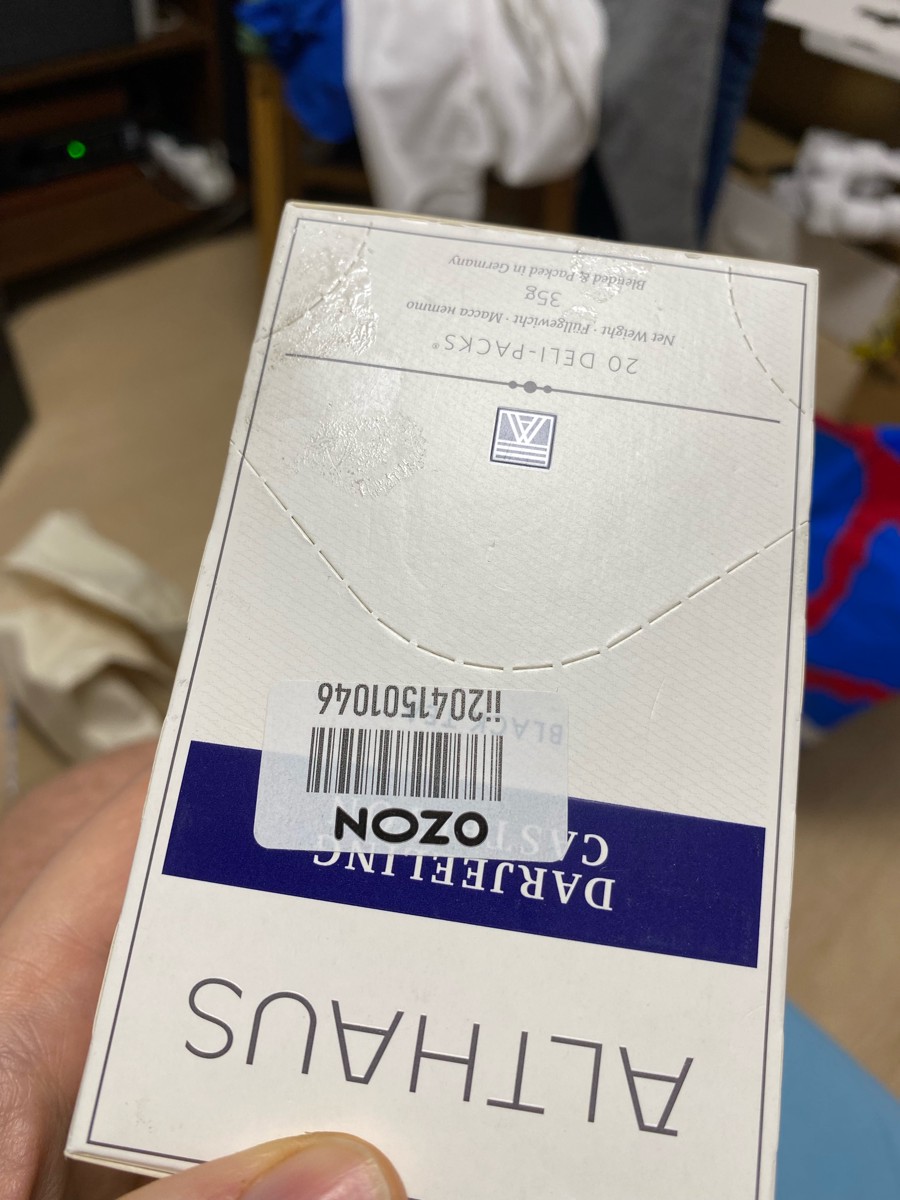 ALTHAUS
DARJEELING
CASTLETON
OZON
ii2041501046
BLACK TEA
20 DELI-PACKS®
Net Weight · Füllgewicht · Масса нетто
35g
Blended & Packed in Germany